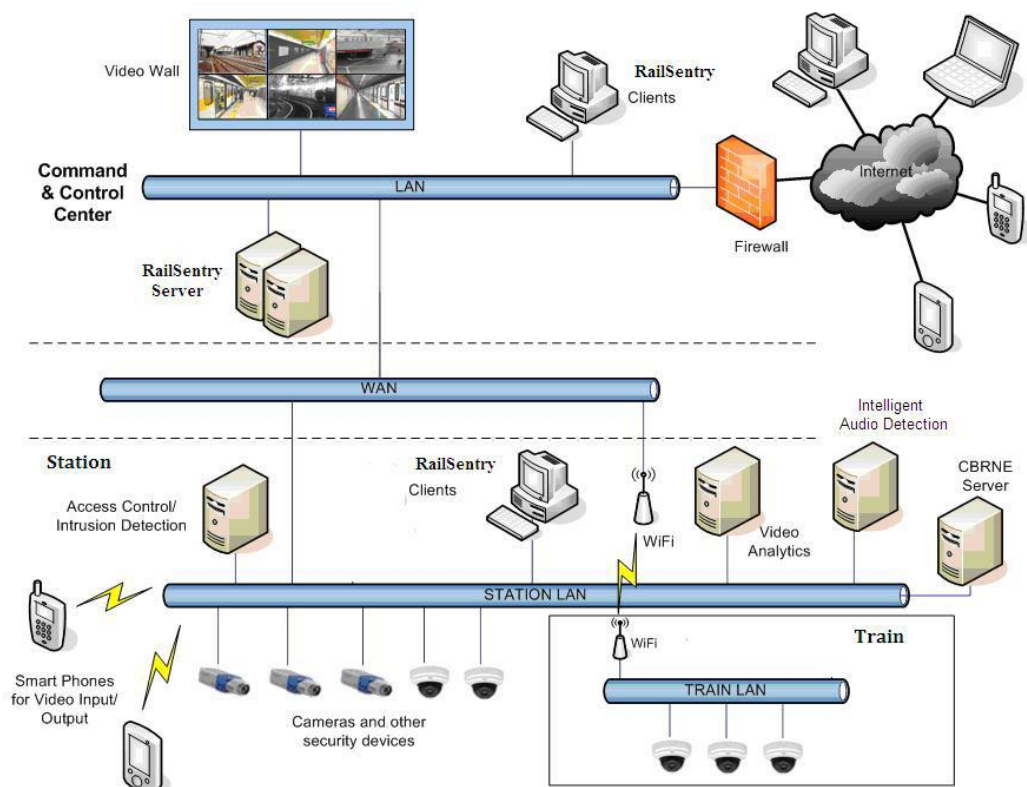 Video Wall
RailSentry
Clients
Command
& Control
Center
LAN
Internet
Firewall
RailSentry
Server
WAN
Intelligent
Audio Detection
Station
RailSentry
Clients
CBRNE
Server
Access Control/
Intrusion Detection
WiFi
Video
Analytics
STATION LAN
Train
WiFi
Smart Phones
for Video Input/
Output
TRAIN LAN
Cameras and other
security devices